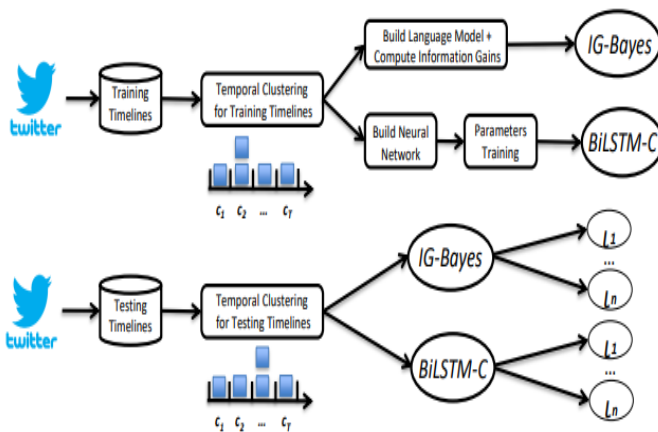 Build Language Model +
Compute Information Gains
IG-Bayes
twitter
Training
Timelines
Temporal Clustering
for Training Timelines
Build Neural
Network
Parameters
Training
BiLSTM-C
c1 c2 ... cT
IG-Bayes
l1
...
ln
twitter
Testing
Timelines
Temporal Clustering
for Testing Timelines
BiLSTM-C
l1
...
ln
c1 c2 ... cT